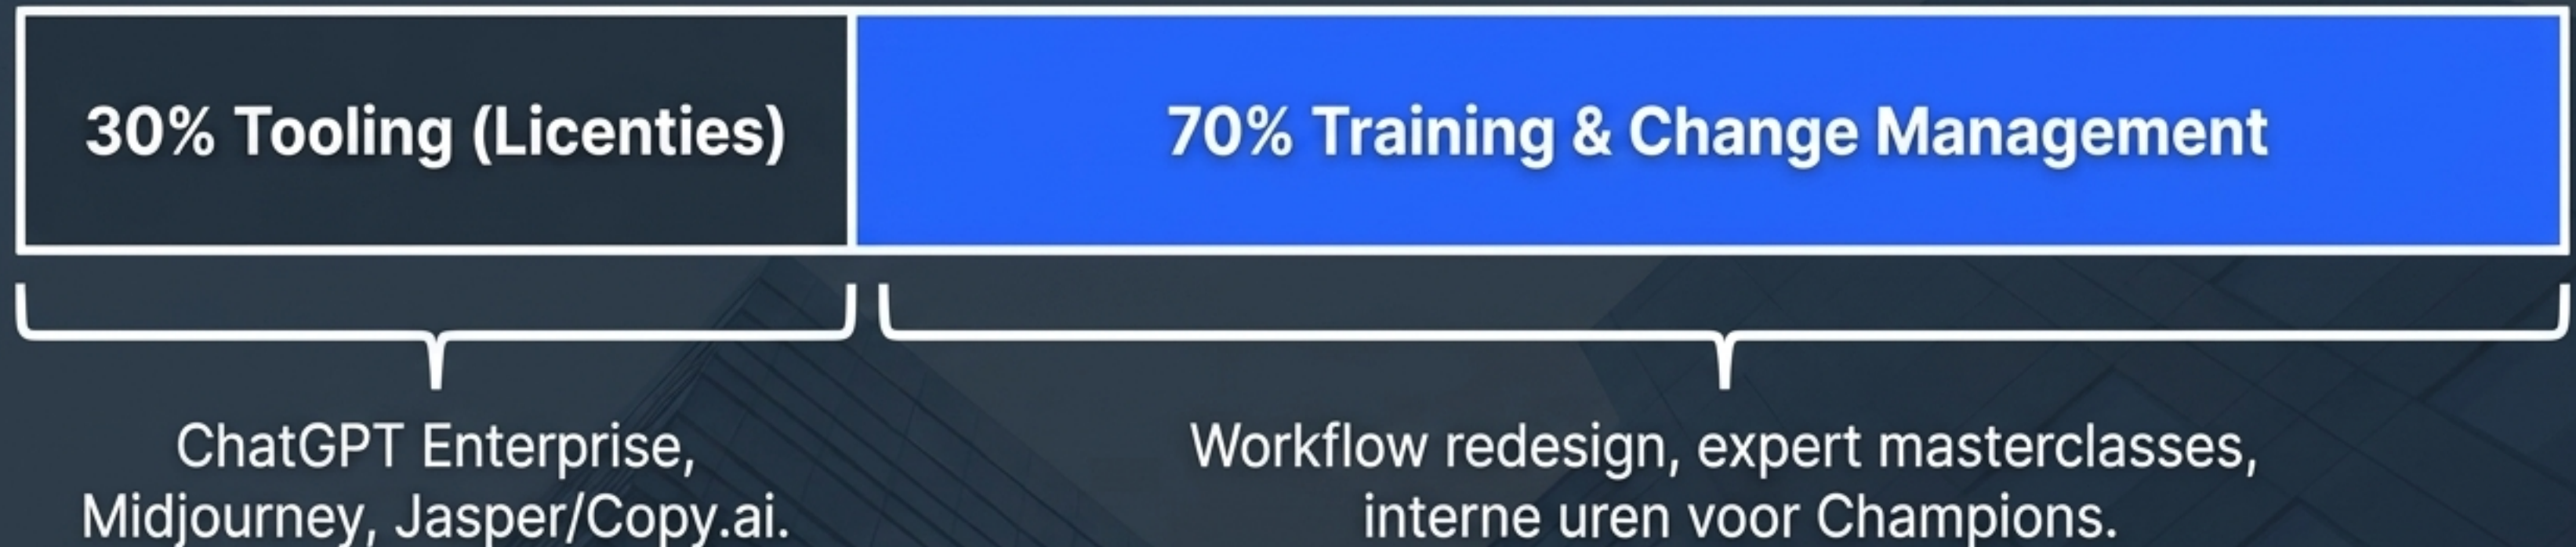 30% Tooling (Licenties)
70% Training & Change Management
ChatGPT Enterprise,
Midjourney, Jasper/Copy.ai.
Workflow redesign, expert masterclasses,
interne uren voor Champions.